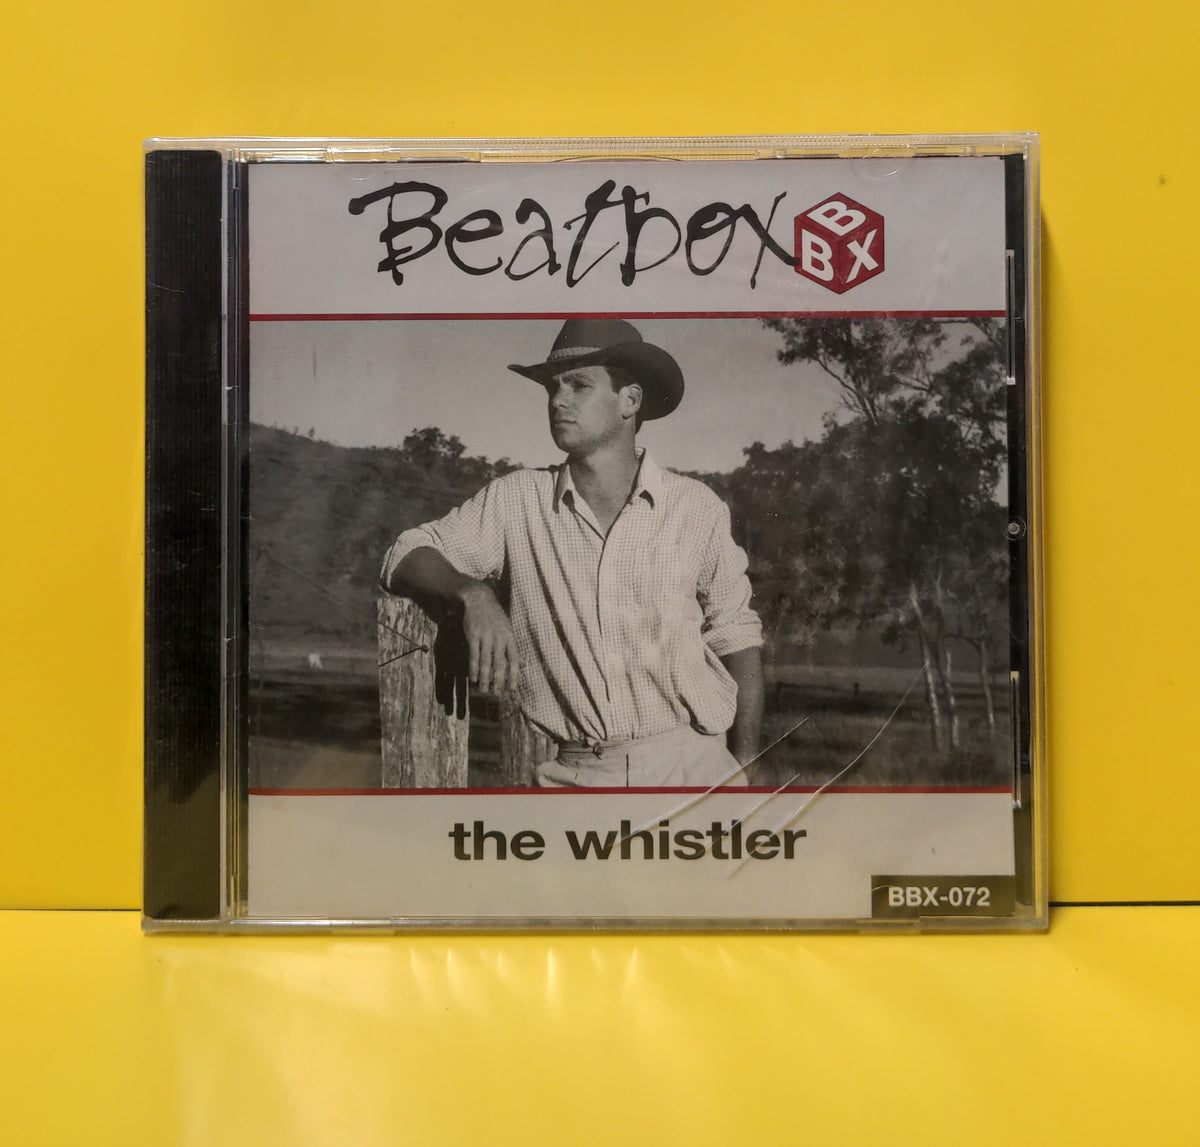 Beatbox
B
B X
the whistler
BBX-072